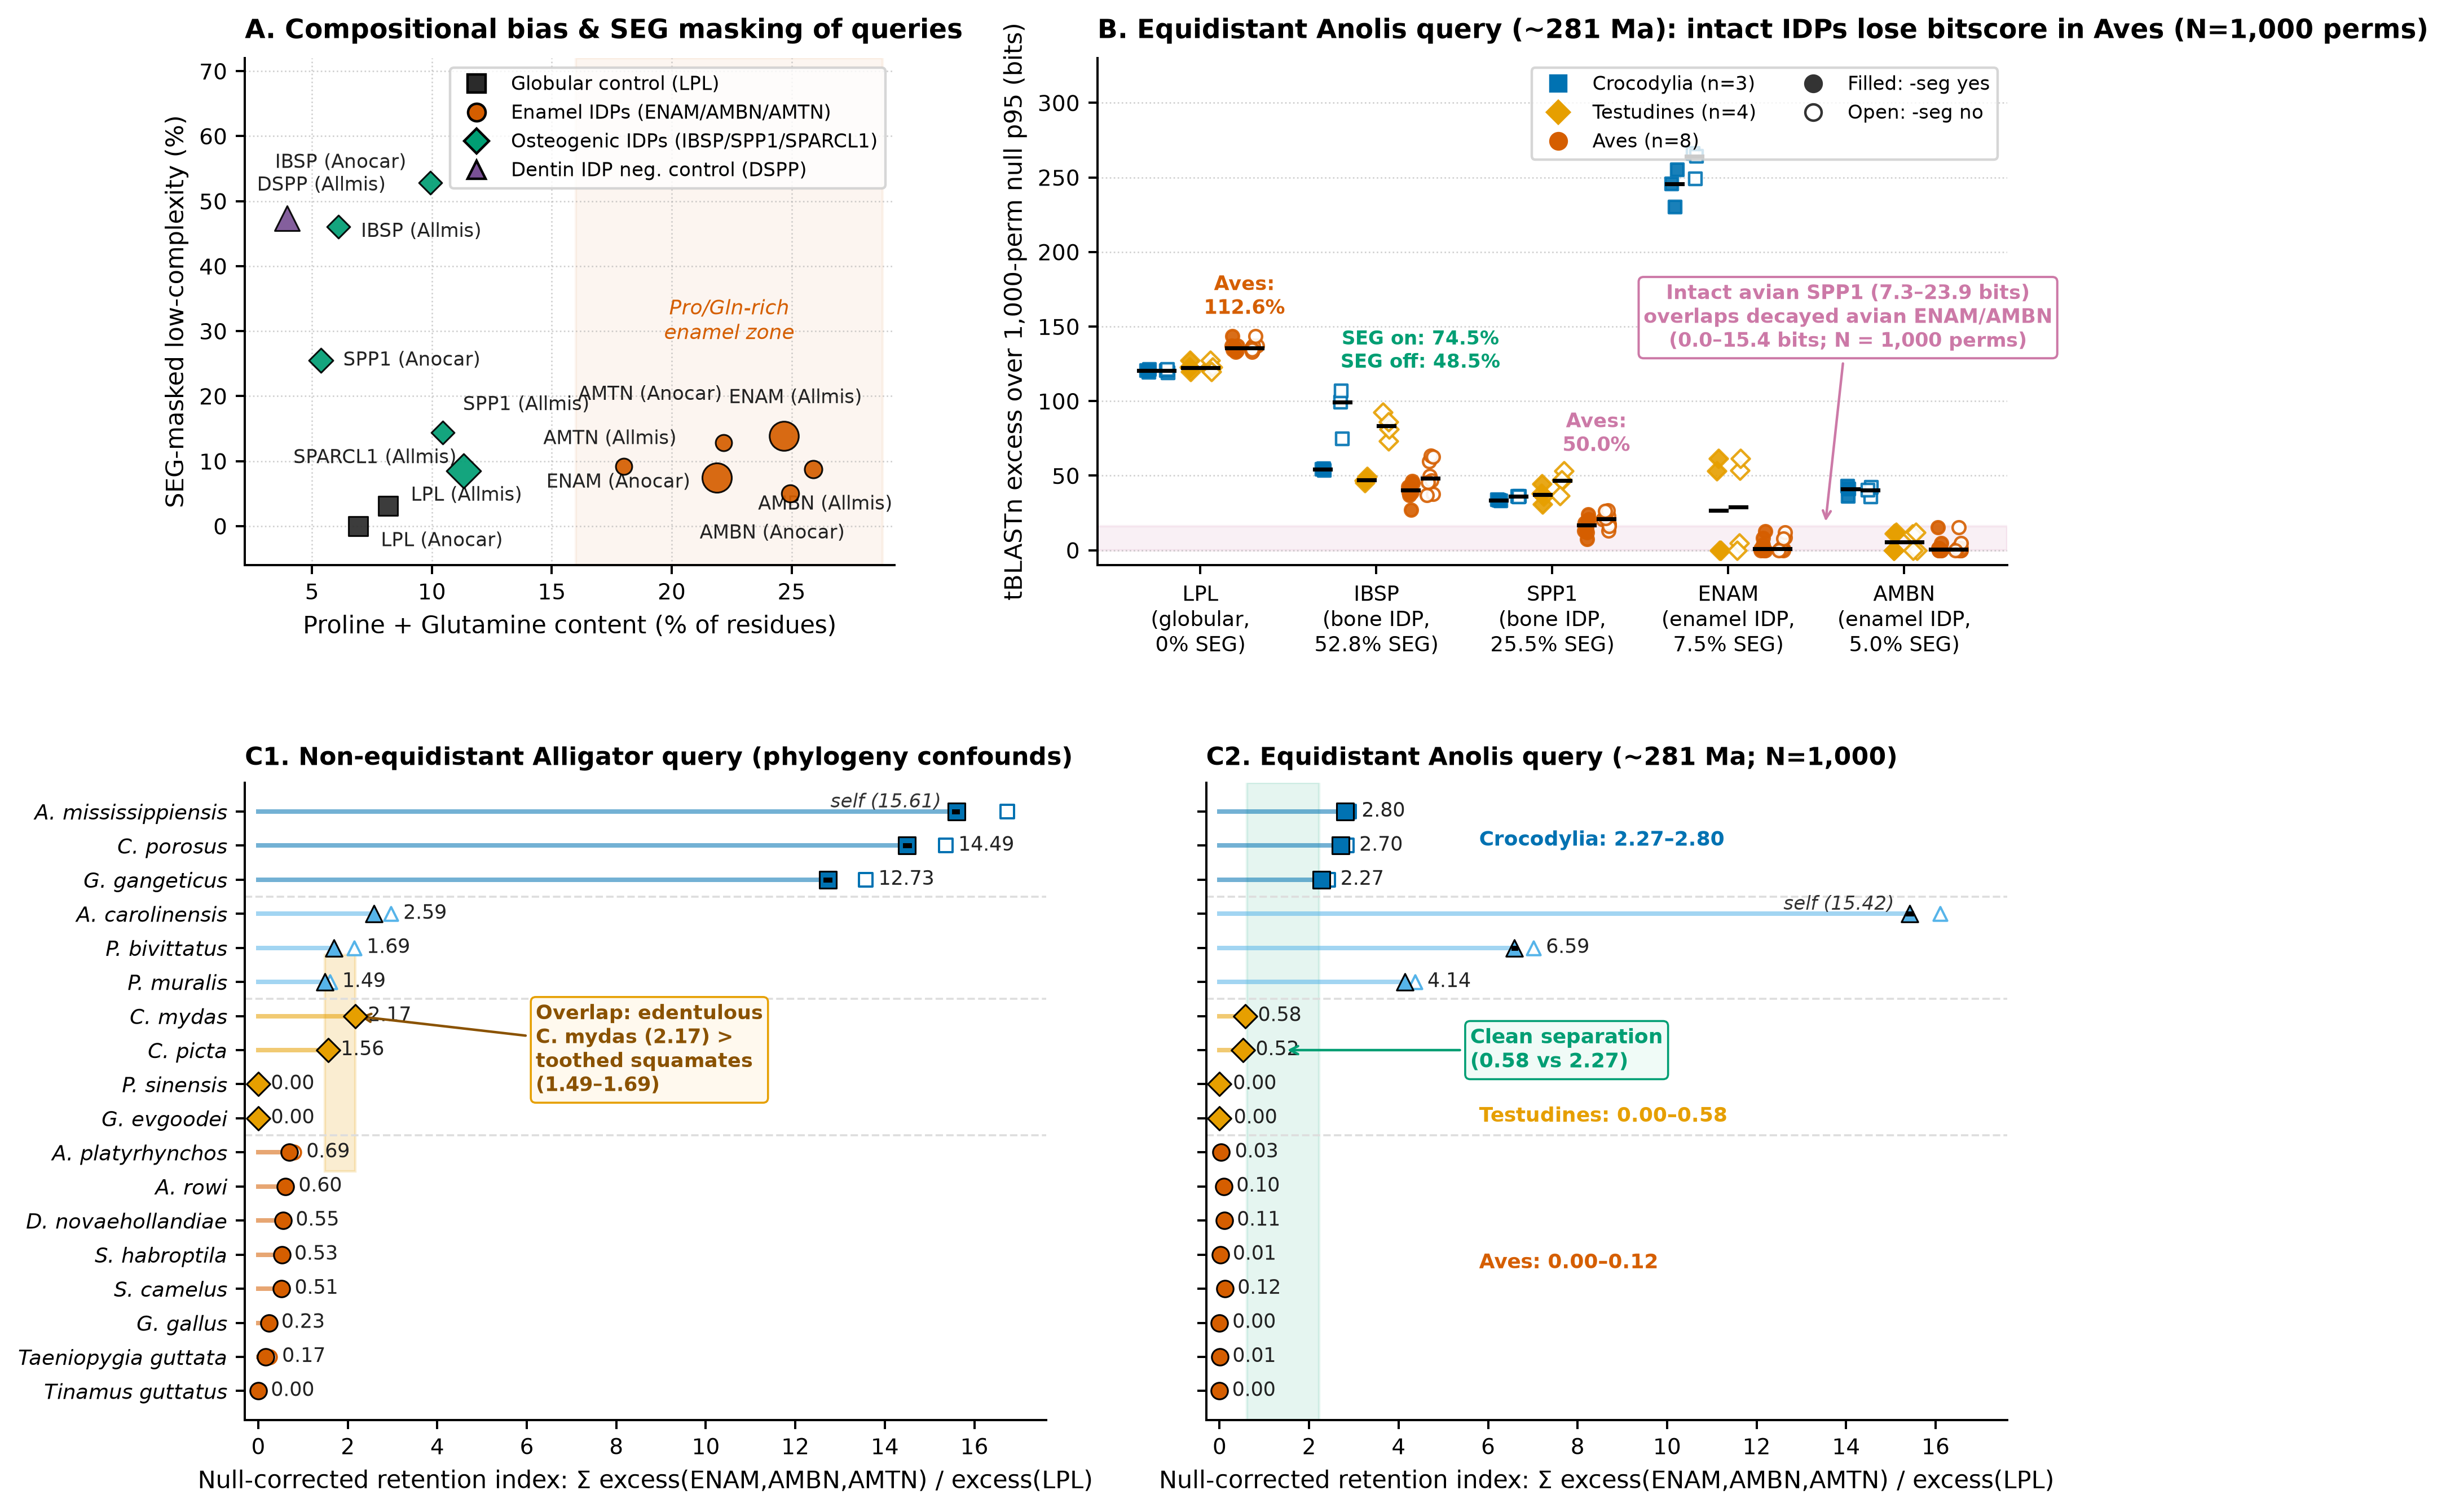 A. Compositional bias & SEG masking of queries
SEG-masked low-complexity (%)
70
60
50
40
30
20
10
0
Globular control (LPL)
Enamel IDPs (ENAM/AMBN/AMTN)
Osteogenic IDPs (IBSP/SPP1/SPARCL1)
Dentin IDP neg. control (DSPP)
IBSP (Anocar)
DSPP (Allmis)
IBSP (Allmis)
Pro/Gln-rich
enamel zone
SPP1 (Anocar)
AMTN (Anocar)
ENAM (Allmis)
SPP1 (Allmis)
AMTN (Allmis)
SPARCL1 (Allmis)
ENAM (Anocar)
LPL (Allmis)
AMBN (Allmis)
LPL (Anocar)
AMBN (Anocar)
5
10
15
20
25
Proline + Glutamine content (% of residues)
B. Equidistant Anolis query (~281 Ma): intact IDPs lose bitscore in Aves (N=1,000 perms)
tBLASTn excess over 1,000-perm null p95 (bits)
300
250
200
150
100
50
0
Crocodylia (n=3)
Testudines (n=4)
Aves (n=8)
Filled: -seg yes
Open: -seg no
Aves:
112.6%
SEG on: 74.5%
SEG off: 48.5%
Aves:
50.0%
Intact avian SPP1 (7.3–23.9 bits)
overlaps decayed avian ENAM/AMBN
(0.0–15.4 bits; N = 1,000 perms)
LPL
(globular,
0% SEG)
IBSP
(bone IDP,
52.8% SEG)
SPP1
(bone IDP,
25.5% SEG)
ENAM
(enamel IDP,
7.5% SEG)
AMBN
(enamel IDP,
5.0% SEG)
C1. Non-equidistant Alligator query (phylogeny confounds)
A. mississippiensis
self (15.61)
C. porosus
14.49
G. gangeticus
12.73
A. carolinensis
2.59
P. bivittatus
1.69
P. muralis
1.49
C. mydas
2.17
C. picta
1.56
P. sinensis
0.00
G. evgoodei
0.00
A. platyrhynchos
0.69
A. rowi
0.60
D. novaehollandiae
0.55
S. habroptila
0.53
S. camelus
0.51
G. gallus
0.23
Taeniopygia guttata
0.17
Tinamus guttatus
0.00
Overlap: edentulous
C. mydas (2.17) >
toothed squamates
(1.49–1.69)
0
2
4
6
8
10
12
14
16
Null-corrected retention index: Σ excess(ENAM,AMBN,AMTN) / excess(LPL)
C2. Equidistant Anolis query (~281 Ma; N=1,000)
2.80
2.70
Crocodylia: 2.27–2.80
2.27
self (15.42)
6.59
4.14
0.58
0.52
Clean separation
(0.58 vs 2.27)
0.00
0.00
Testudines: 0.00–0.58
0.03
0.10
0.11
0.01
Aves: 0.00–0.12
0.12
0.00
0.01
0.00
0
2
4
6
8
10
12
14
16
Null-corrected retention index: Σ excess(ENAM,AMBN,AMTN) / excess(LPL)